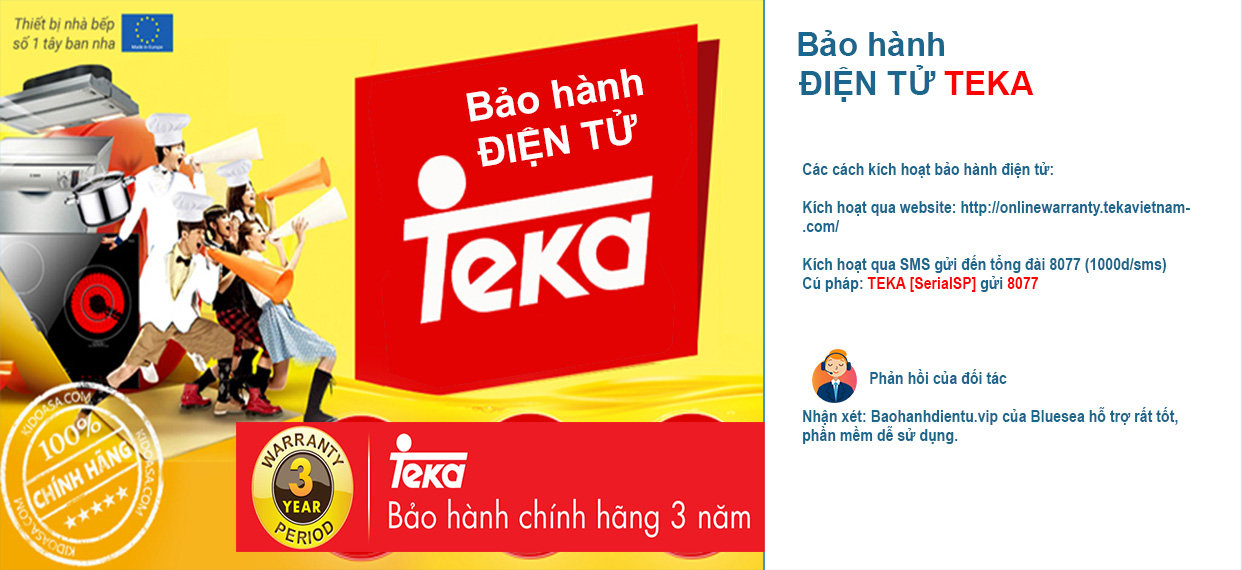 Thiết bị nhà bếp
số 1 tây ban nha
Made in Europe
Bảo hành
ĐIỆN TỬ
Teka
KIDOASA.COM
100%
CHÍNH HÃNG
KIDOASA.COM
KIDOASA.COM
WARRANTY
3
YEAR
PERIOD
Teka
Bảo hành chính hãng 3 năm
Bảo hành
ĐIỆN TỬ TEKA
Các cách kích hoạt bảo hành điện tử:
Kích hoạt qua website: http://onlinewarranty.tekavietnam-
.com/
Kích hoạt qua SMS gửi đến tổng đài 8077 (1000d/sms)
Cú pháp: TEKA [SerialSP] gửi 8077
Phản hồi của đối tác
Nhận xét: Baohanhdientu.vip của Bluesea hỗ trợ rất tốt,
phần mềm dễ sử dụng.